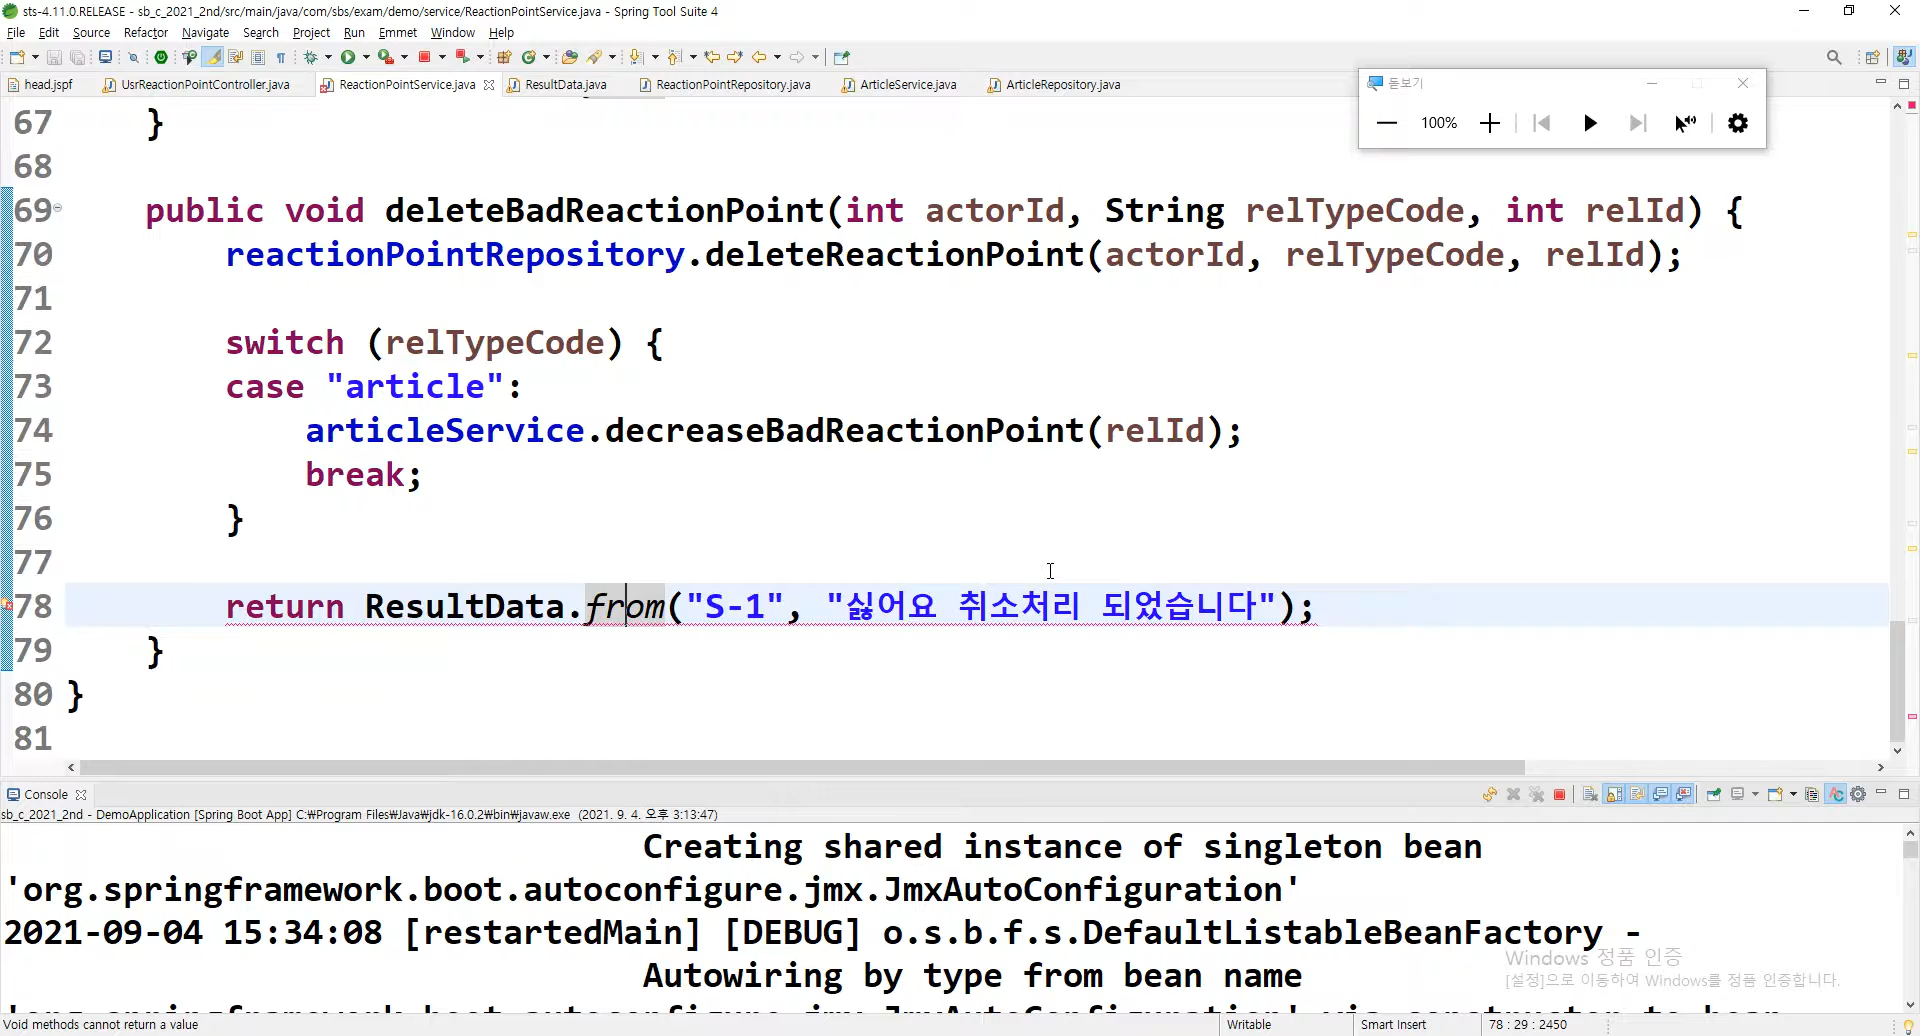 sts-4.11.0.RELEASE - sb_c_2021_2nd/src/main/java/com/sbs/exam/demo/service/ReactionPointService.java - Spring Tool Suite 4
File Edit Source Refactor Navigate Search Project Run Emmet Window Help
head.jspf UsrReactionPointController.java ReactionPointService.java ResultData.java ReactionPointRepository.java ArticleService.java ArticleRepository.java
돋보기
100%
67 }
68
69 public void deleteBadReactionPoint(int actorId, String relTypeCode, int relId) {
70 reactionPointRepository.deleteReactionPoint(actorId, relTypeCode, relId);
71
72 switch (relTypeCode) {
73 case "article":
74 articleService.decreaseBadReactionPoint(relId);
75 break;
76 }
77
78 return ResultData.from("S-1", "싫어요 취소처리 되었습니다");
79 }
80 }
81
Console
sb_c_2021_2nd - DemoApplication [Spring Boot App] C:₩Program Files₩Java₩jdk-16.0.2₩bin₩javaw.exe (2021. 9. 4. 오후 3:13:47)
Creating shared instance of singleton bean
'org.springframework.boot.autoconfigure.jmx.JmxAutoConfiguration'
2021-09-04 15:34:08 [restartedMain] [DEBUG] o.s.b.f.s.DefaultListableBeanFactory -
Autowiring by type from bean name
Windows 정품 인증
[설정]으로 이동하여 Windows를 정품 인증합니다.
Void methods cannot return a value Writable Smart Insert 78 : 29 : 2450